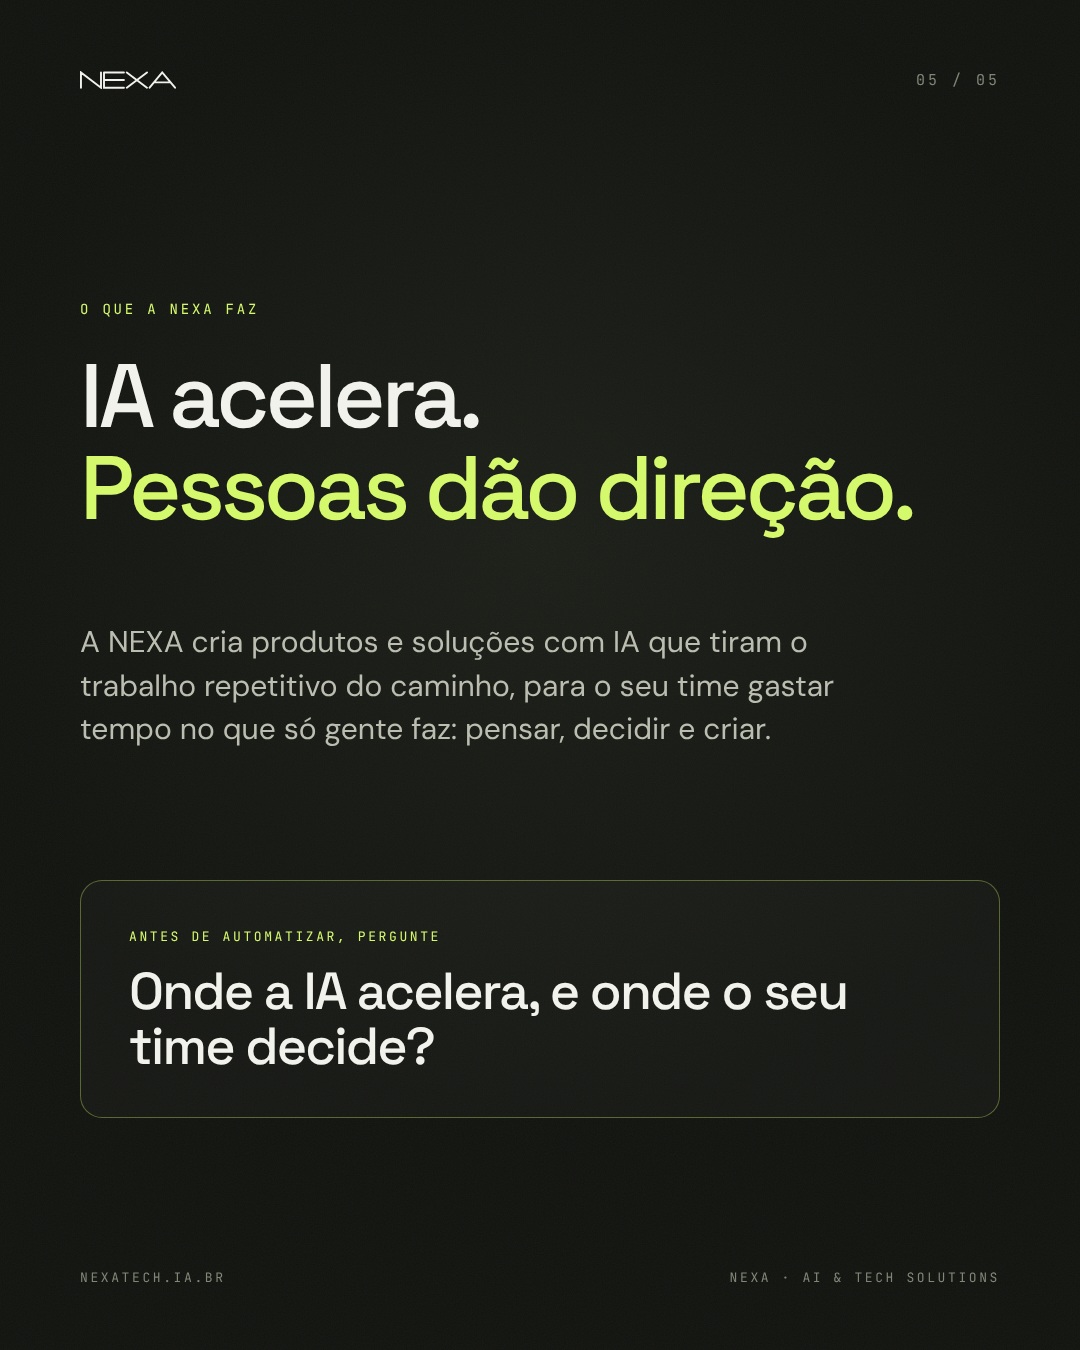 NEXA
05 / 05
O QUE A NEXA FAZ
IA acelera.
Pessoas dão direção.
A NEXA cria produtos e soluções com IA que tiram o
trabalho repetitivo do caminho, para o seu time gastar
tempo no que só gente faz: pensar, decidir e criar.
ANTES DE AUTOMATIZAR, PERGUNTE
Onde a IA acelera, e onde o seu
time decide?
NEXATECH.IA.BR
NEXA · AI & TECH SOLUTIONS